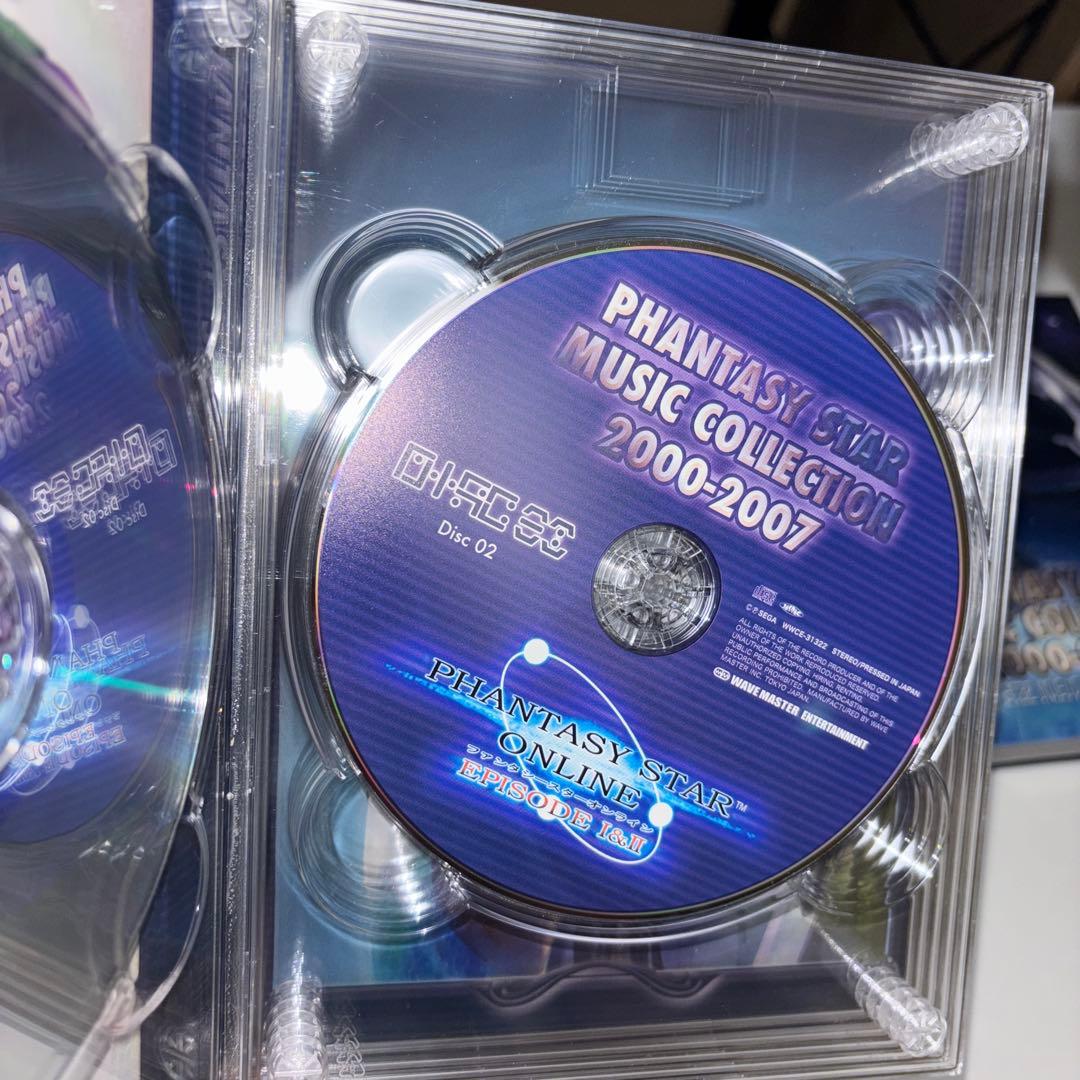 PHANTASY STAR
MUSIC COLLECTION
2000-2007
Disc 02
C P. SEGA WWCE-31322 STEREO/PRESSED IN JAPAN
ALL RIGHTS OF THE RECORD PRODUCER AND OF THE
OWNER OF THE WORK REPRODUCED RESERVED.
UNAUTHORIZED COPYING, HIRING, RENTING,
PUBLIC PERFORMANCE AND BROADCASTING OF THIS
RECORDING PROHIBITED. MANUFACTURED BY WAVE
MASTER INC. TOKYO JAPAN.
WAVE MASTER ENTERTAINMENT
PHANTASY STAR™
ONLINE
ファンタシースターオンライン
EPISODE I&II